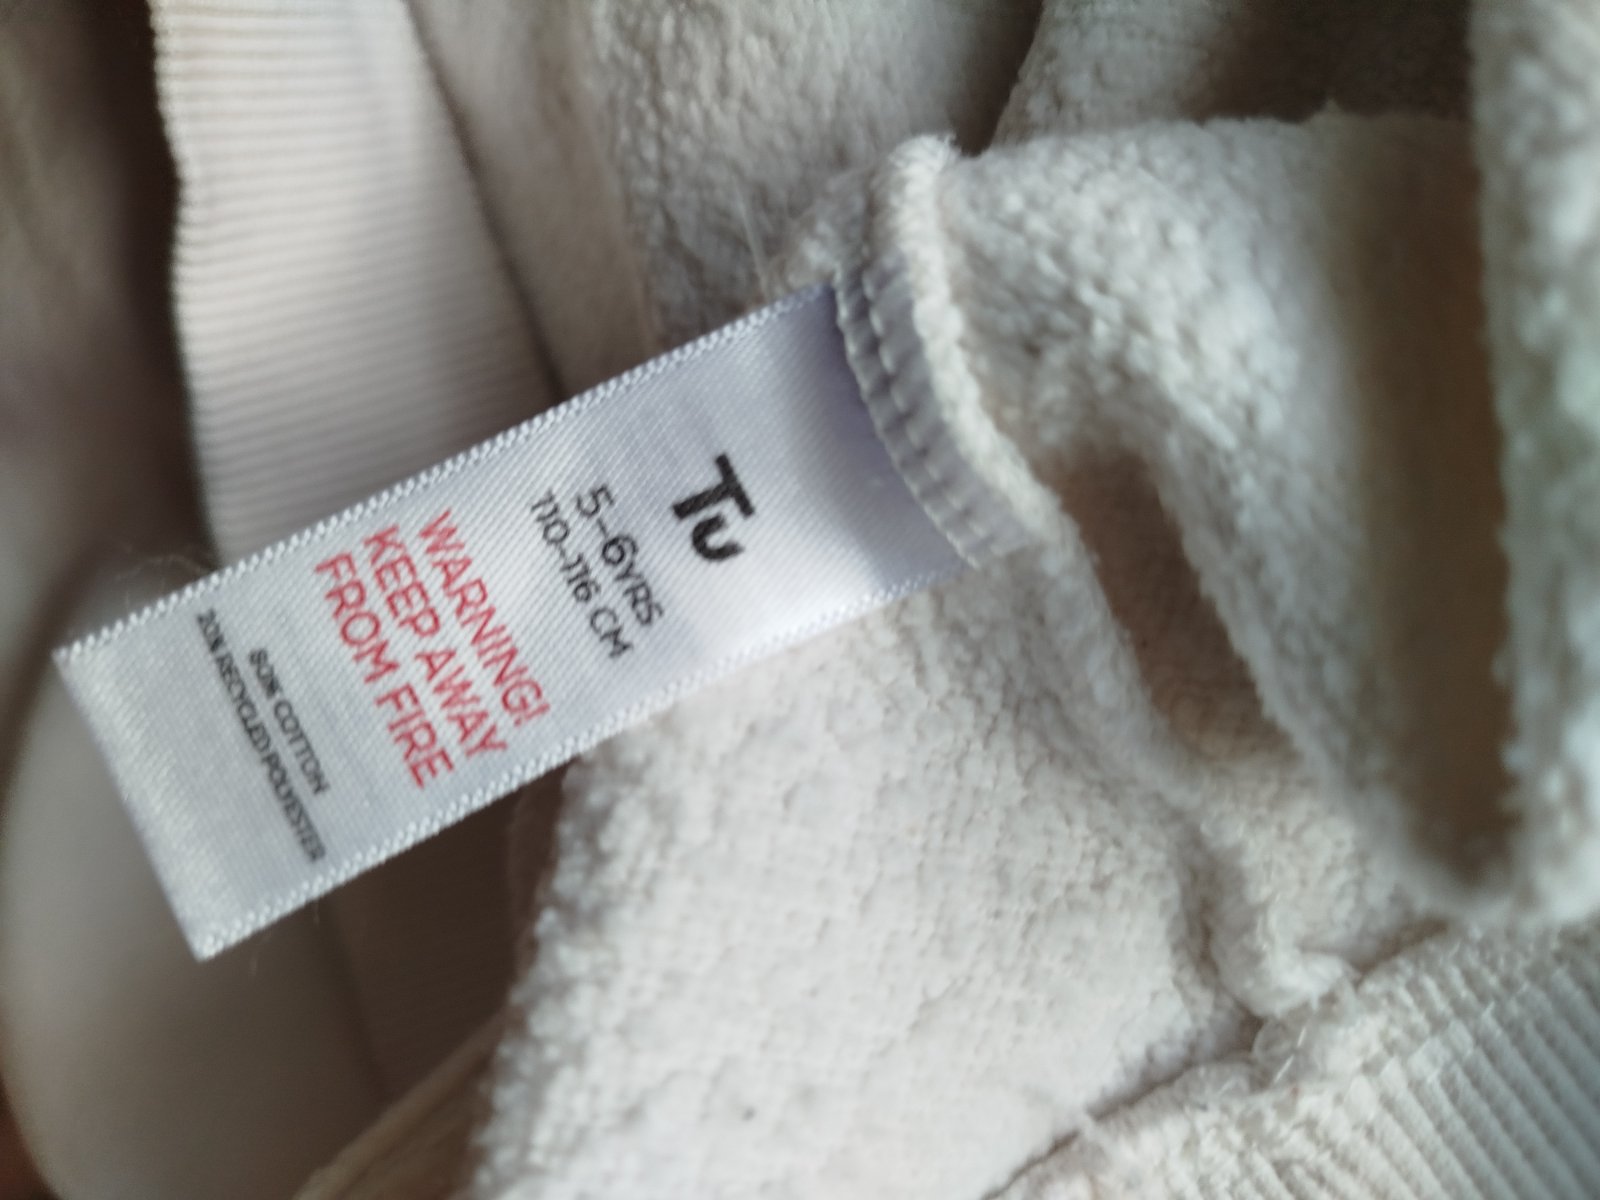 Tu
5-6YRS
110-116 CM
WARNING!
KEEP AWAY
FROM FIRE
80% COTTON
20% RECYCLED POLYESTER